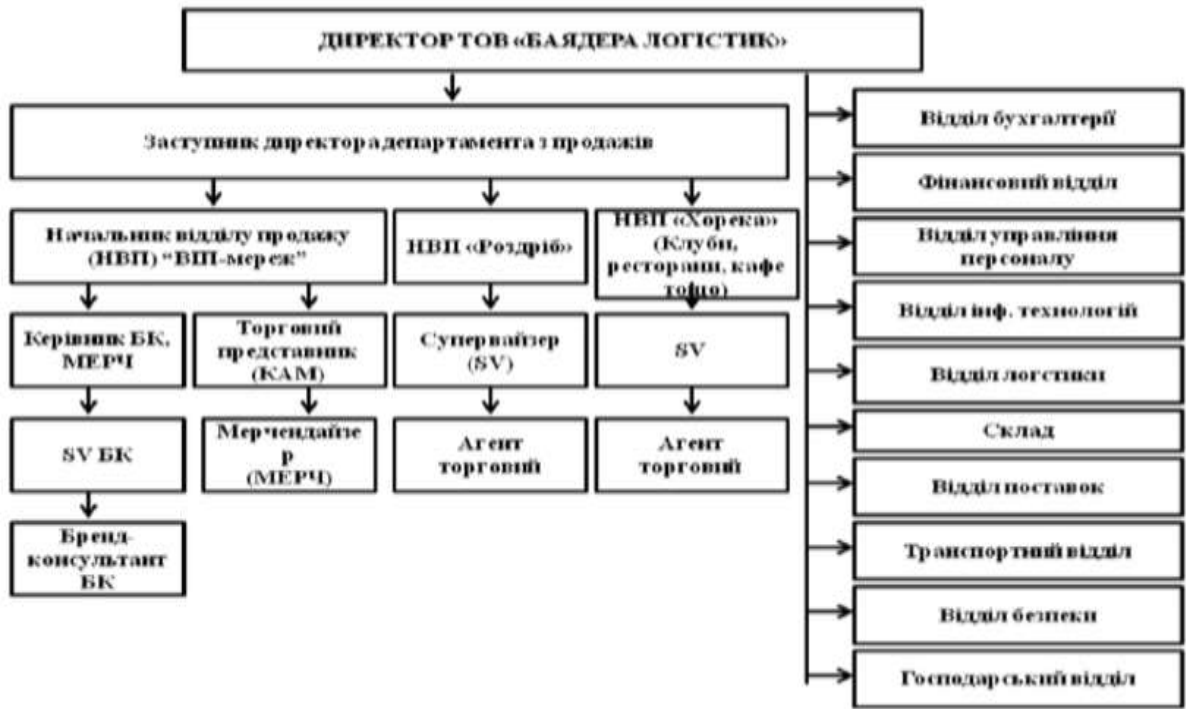 ДИРЕКТОР ТОВ «БАЯДЕРА ЛОГІСТИК»
Заступник директора департамента з продажів
Начальник відділу продажу
(НВП) “ВІП-мереж”
НВП «Роздріб»
НВП «Хорека»
(Клуби,
ресторани, кафе
тощо)
Керівник БК,
МЕРЧ
Торговий
представник
(КАМ)
Супервайзер
(SV)
SV
SV БК
Мерчендайзе
р
(МЕРЧ)
Агент
торговий
Агент
торговий
Бренд-
консультант
БК
Відділ бухгалтерії
Фінансовий відділ
Відділ управління
персоналу
Відділ інф. технологій
Відділ логстики
Склад
Відділ поставок
Транспортний відділ
Відділ безпеки
Господарський відділ